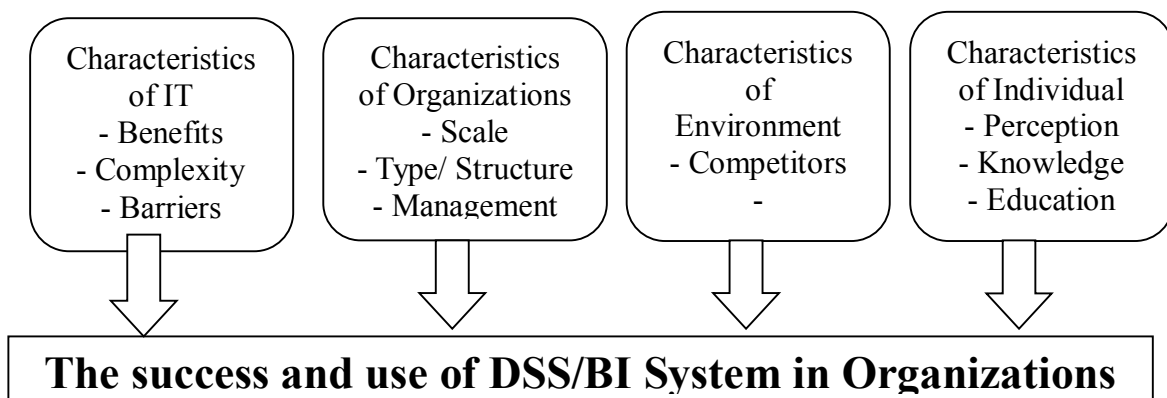 Characteristics
of IT
- Benefits
- Complexity
- Barriers
Characteristics
of Organizations
- Scale
- Type/ Structure
- Management
Characteristics
of
Environment
- Competitors
-
Characteristics
of Individual
- Perception
- Knowledge
- Education
The success and use of DSS/BI System in Organizations